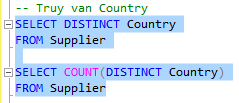 -- Truy van Country
SELECT DISTINCT Country
FROM Supplier
SELECT COUNT(DISTINCT Country)
FROM Supplier